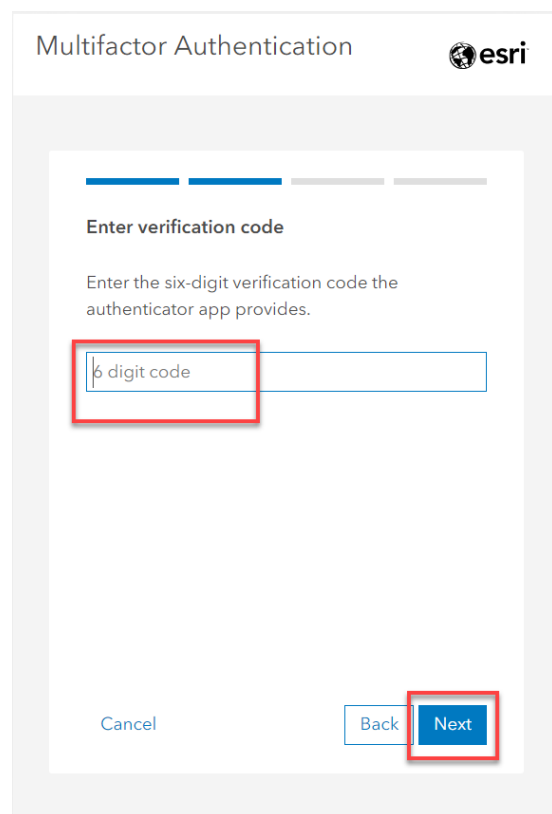 Multifactor Authentication
esri
Enter verification code
Enter the six-digit verification code the
authenticator app provides.
6 digit code
Cancel
Back
Next